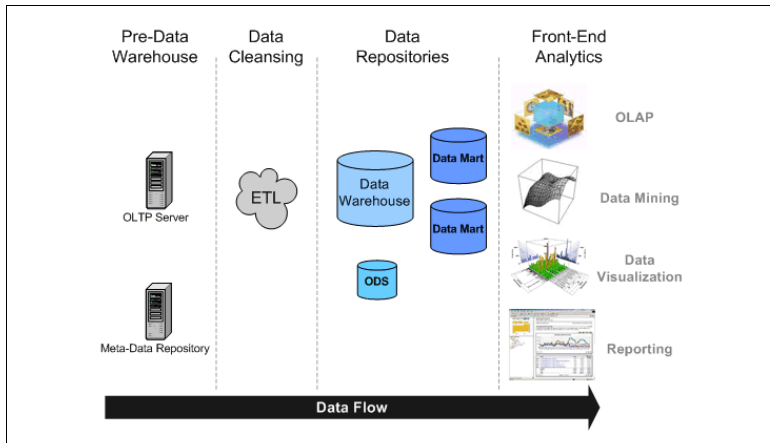 Pre-Data
Warehouse
Data
Cleansing
Data
Repositories
Front-End
Analytics
OLTP Server
Meta-Data Repository
ETL
Data
Warehouse
Data Mart
Data Mart
ODS
OLAP
Data Mining
Data
Visualization
Reporting
Data Flow